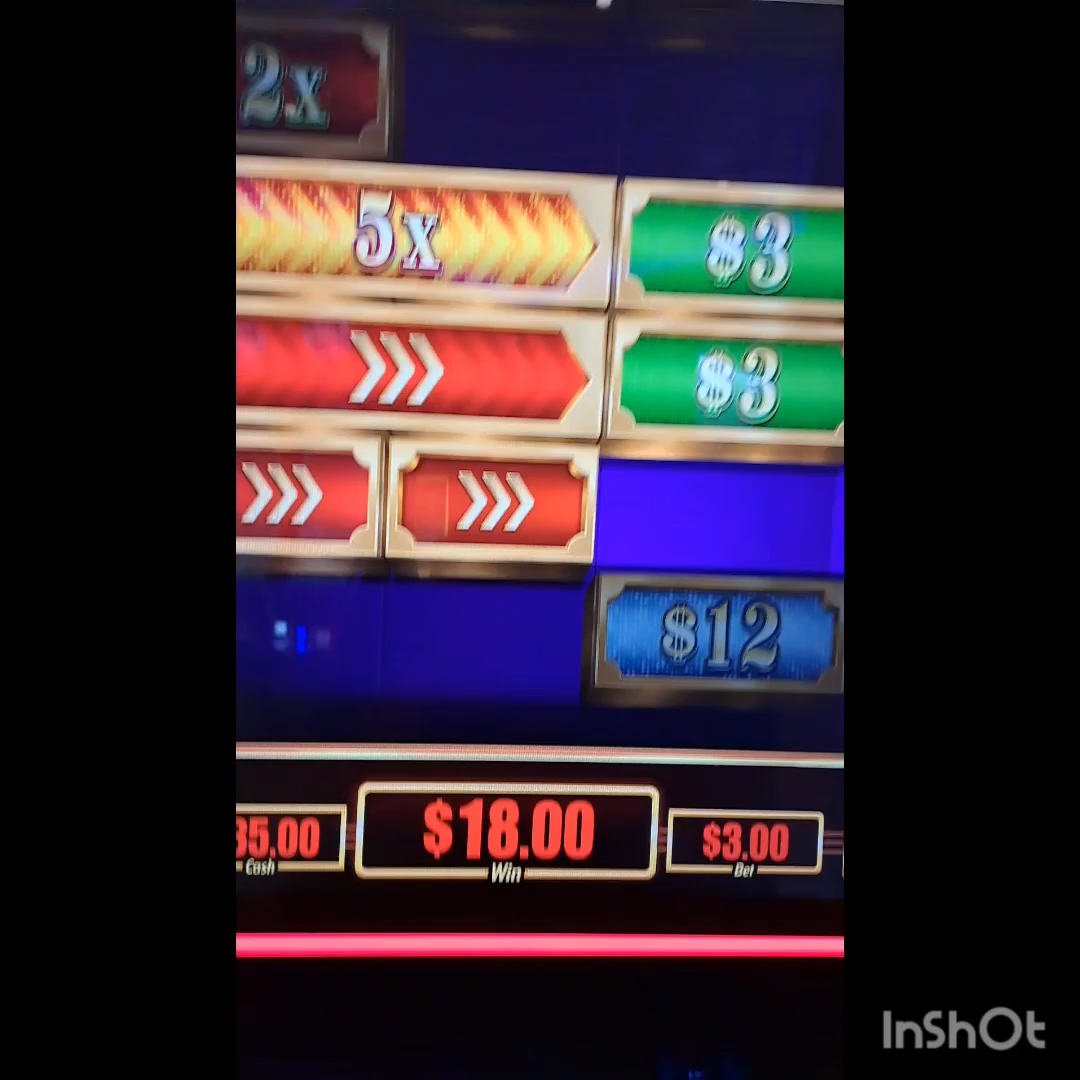 2x
5x $3
$3
$12
35.00 $18.00 $3.00
Cash Win Bet
InShOt